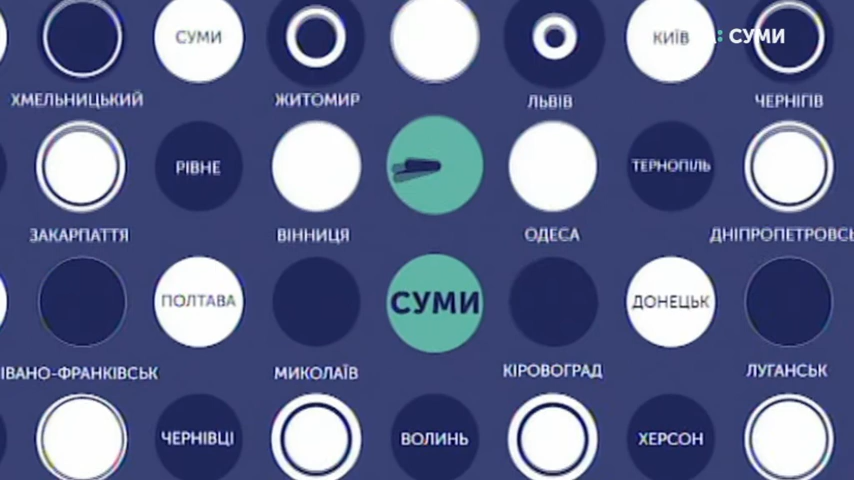 СУМИ
КИЇВ
СУМИ
ХМЕЛЬНИЦЬКИЙ
ЖИТОМИР
ЛЬВІВ
ЧЕРНІГІВ
РІВНЕ
ТЕРНОПІЛЬ
ЗАКАРПАТТЯ
ВІННИЦЯ
ОДЕСА
ДНІПРОПЕТРОВСЬ
ПОЛТАВА
СУМИ
ДОНЕЦЬК
ІВАНО-ФРАНКІВСЬК
МИКОЛАЇВ
КІРОВОГРАД
ЛУГАНСЬК
ЧЕРНІВЦІ
ВОЛИНЬ
ХЕРСОН